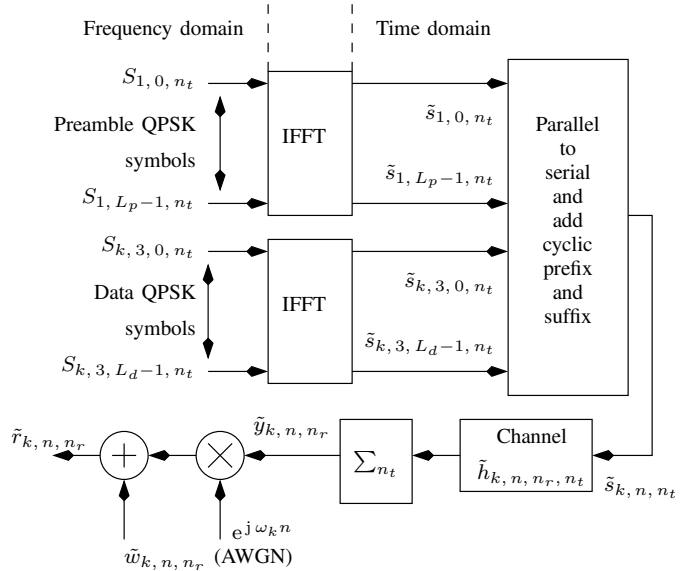 Frequency domain
Time domain
S_{1, 0, n_t}
Preamble QPSK
symbols
S_{1, L_p−1, n_t}
IFFT
s̃_{1, 0, n_t}
s̃_{1, L_p−1, n_t}
S_{k, 3, 0, n_t}
Data QPSK
symbols
S_{k, 3, L_d−1, n_t}
IFFT
s̃_{k, 3, 0, n_t}
s̃_{k, 3, L_d−1, n_t}
Parallel
to
serial
and
add
cyclic
prefix
and
suffix
r̃_{k, n, n_r}
+
×
ỹ_{k, n, n_r}
∑_{n_t}
Channel
h̃_{k, n, n_r, n_t}
s̃_{k, n, n_t}
e^{j ω_k n}
w̃_{k, n, n_r} (AWGN)